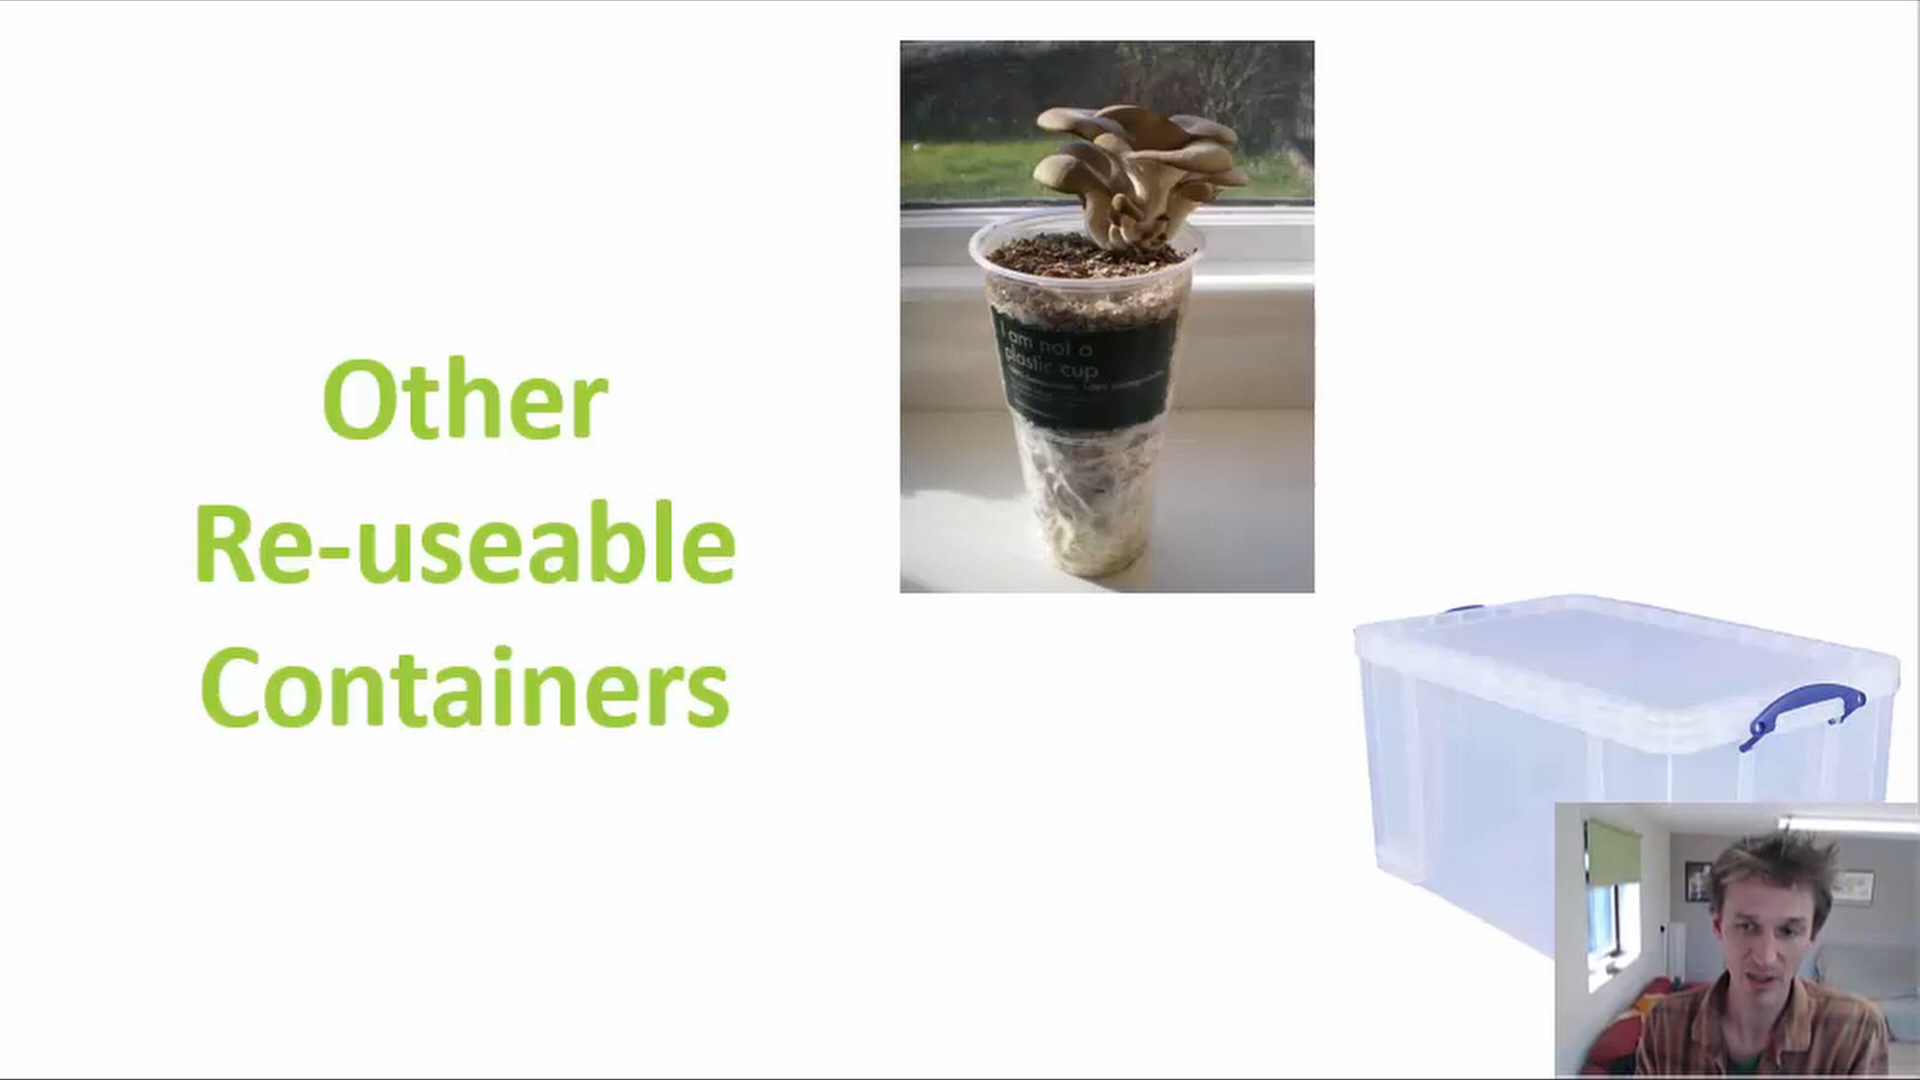 Other
Re-useable
Containers
I am not a
plastic cup